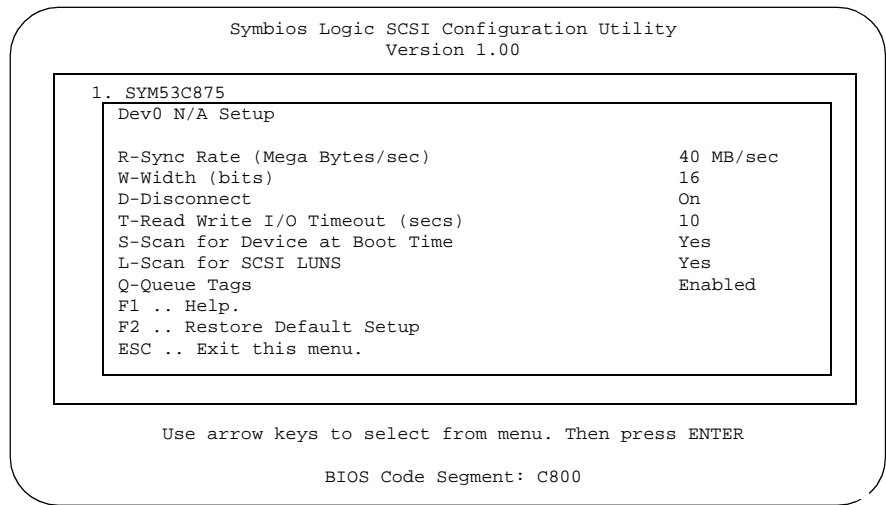 Symbios Logic SCSI Configuration Utility
Version 1.00
1. SYM53C875
Dev0 N/A Setup
R-Sync Rate (Mega Bytes/sec) 40 MB/sec
W-Width (bits) 16
D-Disconnect On
T-Read Write I/O Timeout (secs) 10
S-Scan for Device at Boot Time Yes
L-Scan for SCSI LUNS Yes
Q-Queue Tags Enabled
F1 .. Help.
F2 .. Restore Default Setup
ESC .. Exit this menu.
Use arrow keys to select from menu. Then press ENTER
BIOS Code Segment: C800